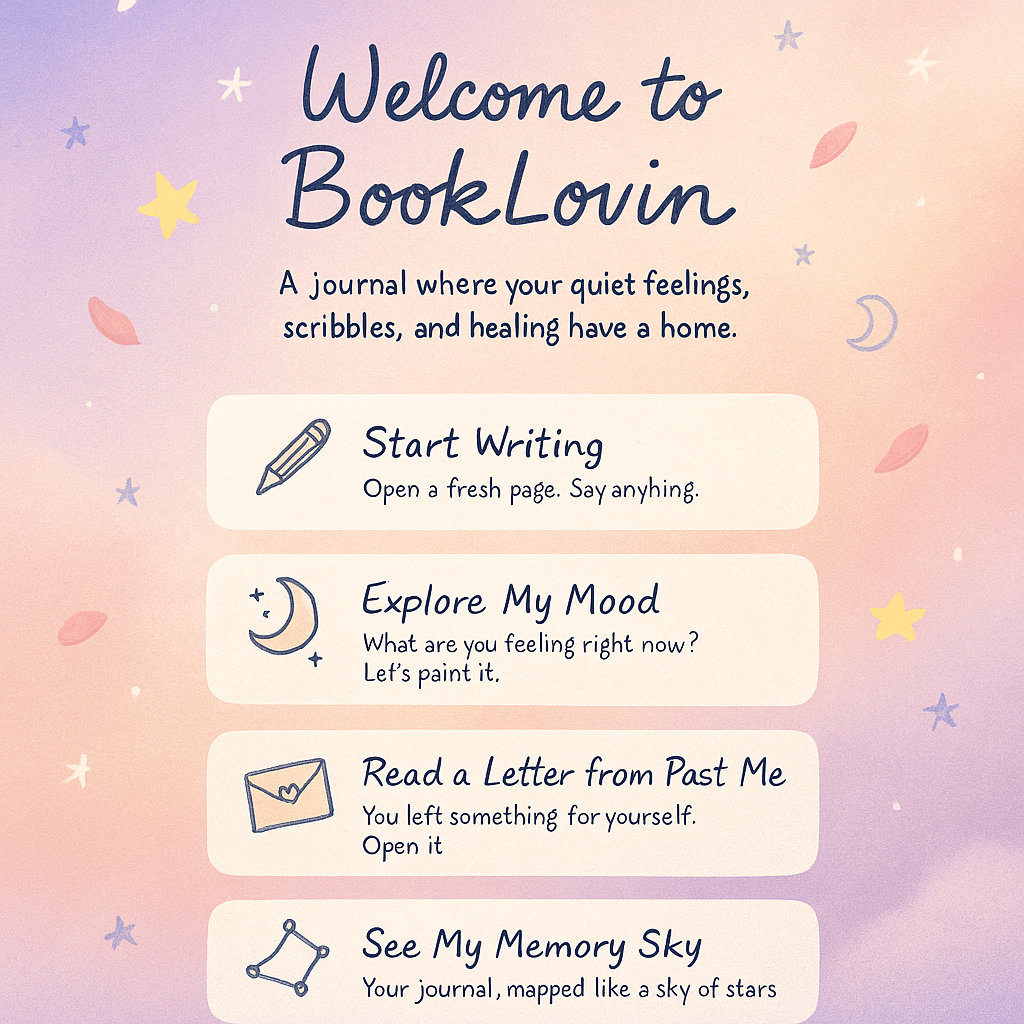 Welcome to
BookLovin
A journal where your quiet feelings,
scribbles, and healing have a home.
Start Writing
Open a fresh page. Say anyhing.
Explore My Mood
What are you feeling right now?
Let's paint it.
Read a Letter from Past Me
You left something for yourself.
Open it
See My Memory Sky
Your journal, mapped like a sky of stars